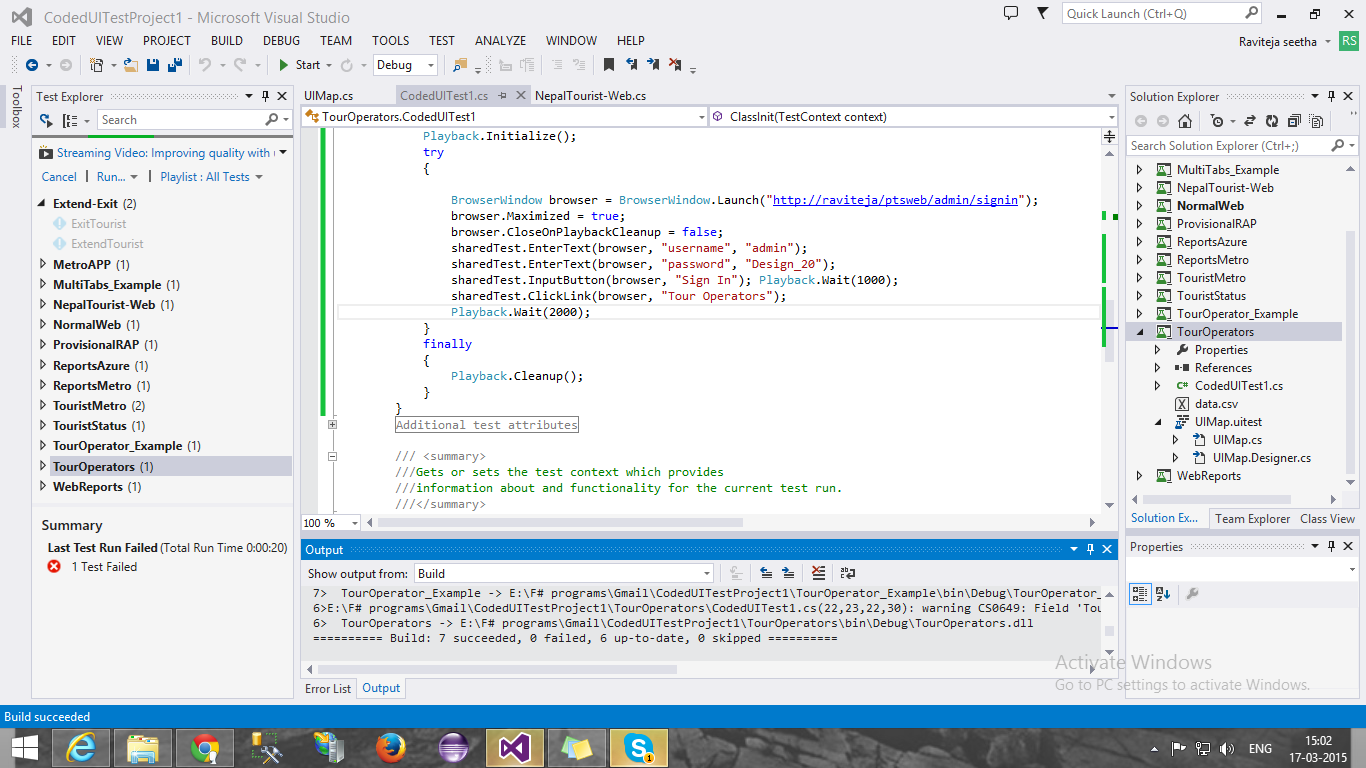 CodedUITestProject1 - Microsoft Visual Studio
Quick Launch (Ctrl+Q)
FILE EDIT VIEW PROJECT BUILD DEBUG TEAM TOOLS TEST ANALYZE WINDOW HELP
Raviteja seetha RS
Start Debug
Toolbox
Test Explorer
Search
Streaming Video: Improving quality with
Cancel | Run... | Playlist : All Tests
Extend-Exit (2)
ExitTourist
ExtendTourist
MetroAPP (1)
MultiTabs_Example (1)
NepalTourist-Web (1)
NormalWeb (1)
ProvisionalRAP (1)
ReportsAzure (1)
ReportsMetro (1)
TouristMetro (2)
TouristStatus (1)
TourOperator_Example (1)
TourOperators (1)
WebReports (1)
Summary
Last Test Run Failed (Total Run Time 0:00:20)
1 Test Failed
UIMap.cs CodedUITest1.cs NepalTourist-Web.cs
TourOperators.CodedUITest1 ClassInit(TestContext context)
Playback.Initialize();
try
{
BrowserWindow browser = BrowserWindow.Launch("http://raviteja/ptsweb/admin/signin");
browser.Maximized = true;
browser.CloseOnPlaybackCleanup = false;
sharedTest.EnterText(browser, "username", "admin");
sharedTest.EnterText(browser, "password", "Design_20");
sharedTest.InputButton(browser, "Sign In"); Playback.Wait(1000);
sharedTest.ClickLink(browser, "Tour Operators");
Playback.Wait(2000);
}
finally
{
Playback.Cleanup();
}
}
Additional test attributes
/// <summary>
///Gets or sets the test context which provides
///information about and functionality for the current test run.
///</summary>
100 %
Output
Show output from: Build
7> TourOperator_Example -> E:\F# programs\Gmail\CodedUITestProject1\TourOperator_Example\bin\Debug\TourOperator_
6>E:\F# programs\Gmail\CodedUITestProject1\TourOperators\CodedUITest1.cs(22,23,22,30): warning CS0649: Field 'Tou
6> TourOperators -> E:\F# programs\Gmail\CodedUITestProject1\TourOperators\bin\Debug\TourOperators.dll
========== Build: 7 succeeded, 0 failed, 6 up-to-date, 0 skipped ==========
Error List Output
Solution Explorer
Search Solution Explorer (Ctrl+;)
MultiTabs_Example
NepalTourist-Web
NormalWeb
ProvisionalRAP
ReportsAzure
ReportsMetro
TouristMetro
TouristStatus
TourOperator_Example
TourOperators
Properties
References
CodedUITest1.cs
data.csv
UIMap.uitest
UIMap.cs
UIMap.Designer.cs
WebReports
Solution Ex... Team Explorer Class View
Properties
Activate Windows
Go to PC settings to activate Windows.
Build succeeded
ENG
15:02
17-03-2015